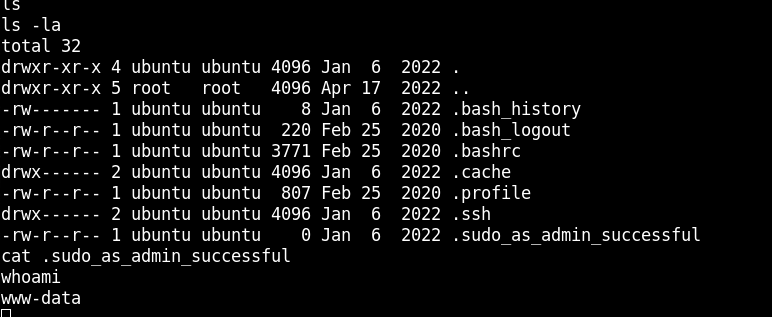 ls
ls -la
total 32
drwxr-xr-x 4 ubuntu ubuntu 4096 Jan  6  2022 .
drwxr-xr-x 5 root   root   4096 Apr 17  2022 ..
-rw------- 1 ubuntu ubuntu    8 Jan  6  2022 .bash_history
-rw-r--r-- 1 ubuntu ubuntu  220 Feb 25  2020 .bash_logout
-rw-r--r-- 1 ubuntu ubuntu 3771 Feb 25  2020 .bashrc
drwx------ 2 ubuntu ubuntu 4096 Jan  6  2022 .cache
-rw-r--r-- 1 ubuntu ubuntu  807 Feb 25  2020 .profile
drwx------ 2 ubuntu ubuntu 4096 Jan  6  2022 .ssh
-rw-r--r-- 1 ubuntu ubuntu    0 Jan  6  2022 .sudo_as_admin_successful
cat .sudo_as_admin_successful
whoami
www-data